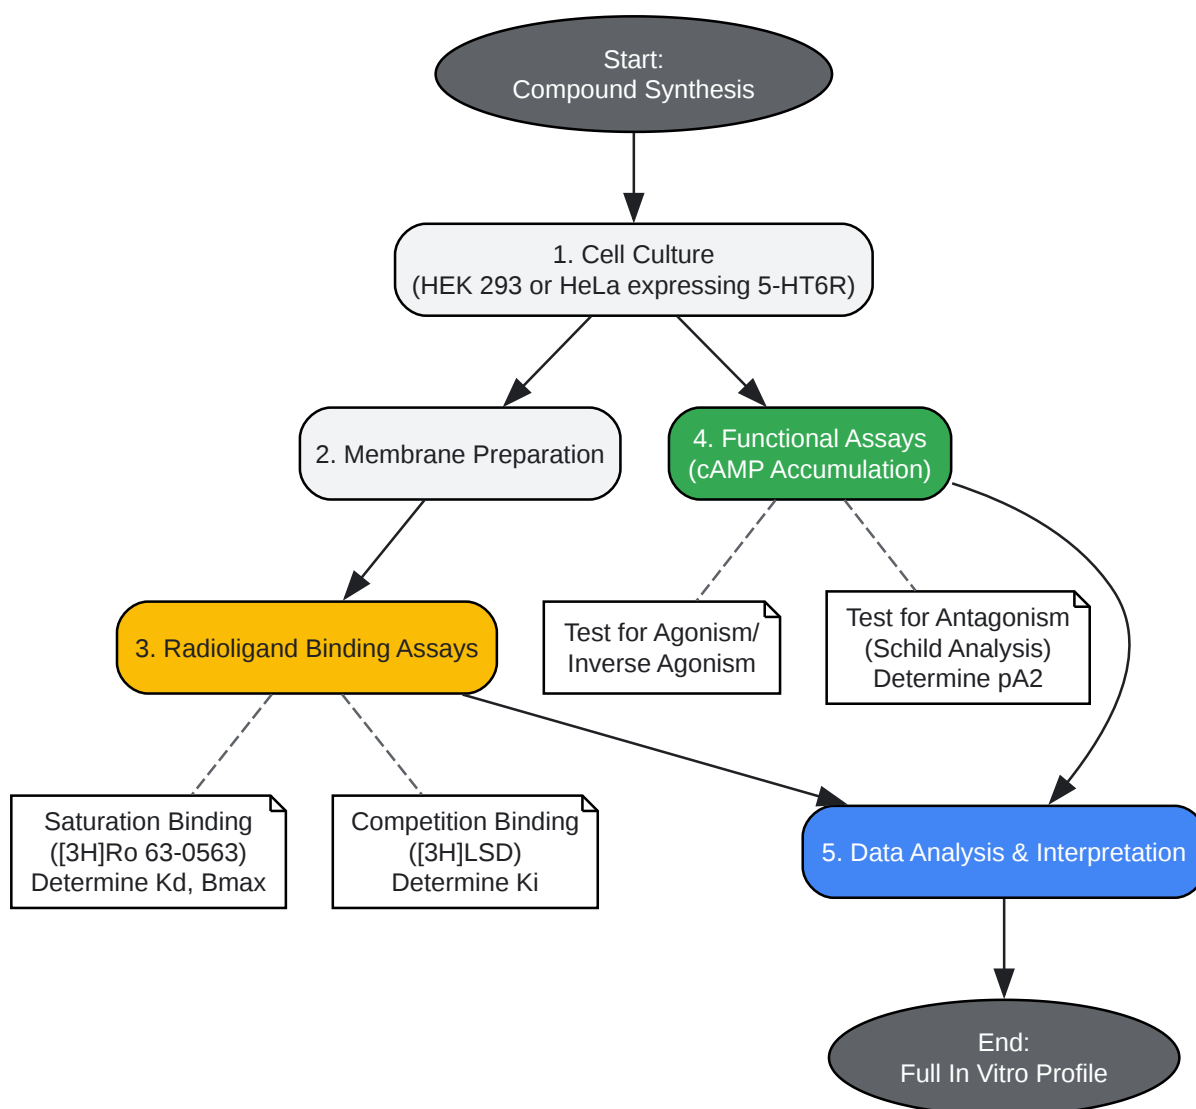 Start:
Compound Synthesis
1. Cell Culture
(HEK 293 or HeLa expressing 5-HT6R)
2. Membrane Preparation
4. Functional Assays
(cAMP Accumulation)
3. Radioligand Binding Assays
Test for Agonism/
Inverse Agonism
Test for Antagonism
(Schild Analysis)
Determine pA2
Saturation Binding
([3H]Ro 63-0563)
Determine Kd, Bmax
Competition Binding
([3H]LSD)
Determine Ki
5. Data Analysis & Interpretation
End:
Full In Vitro Profile